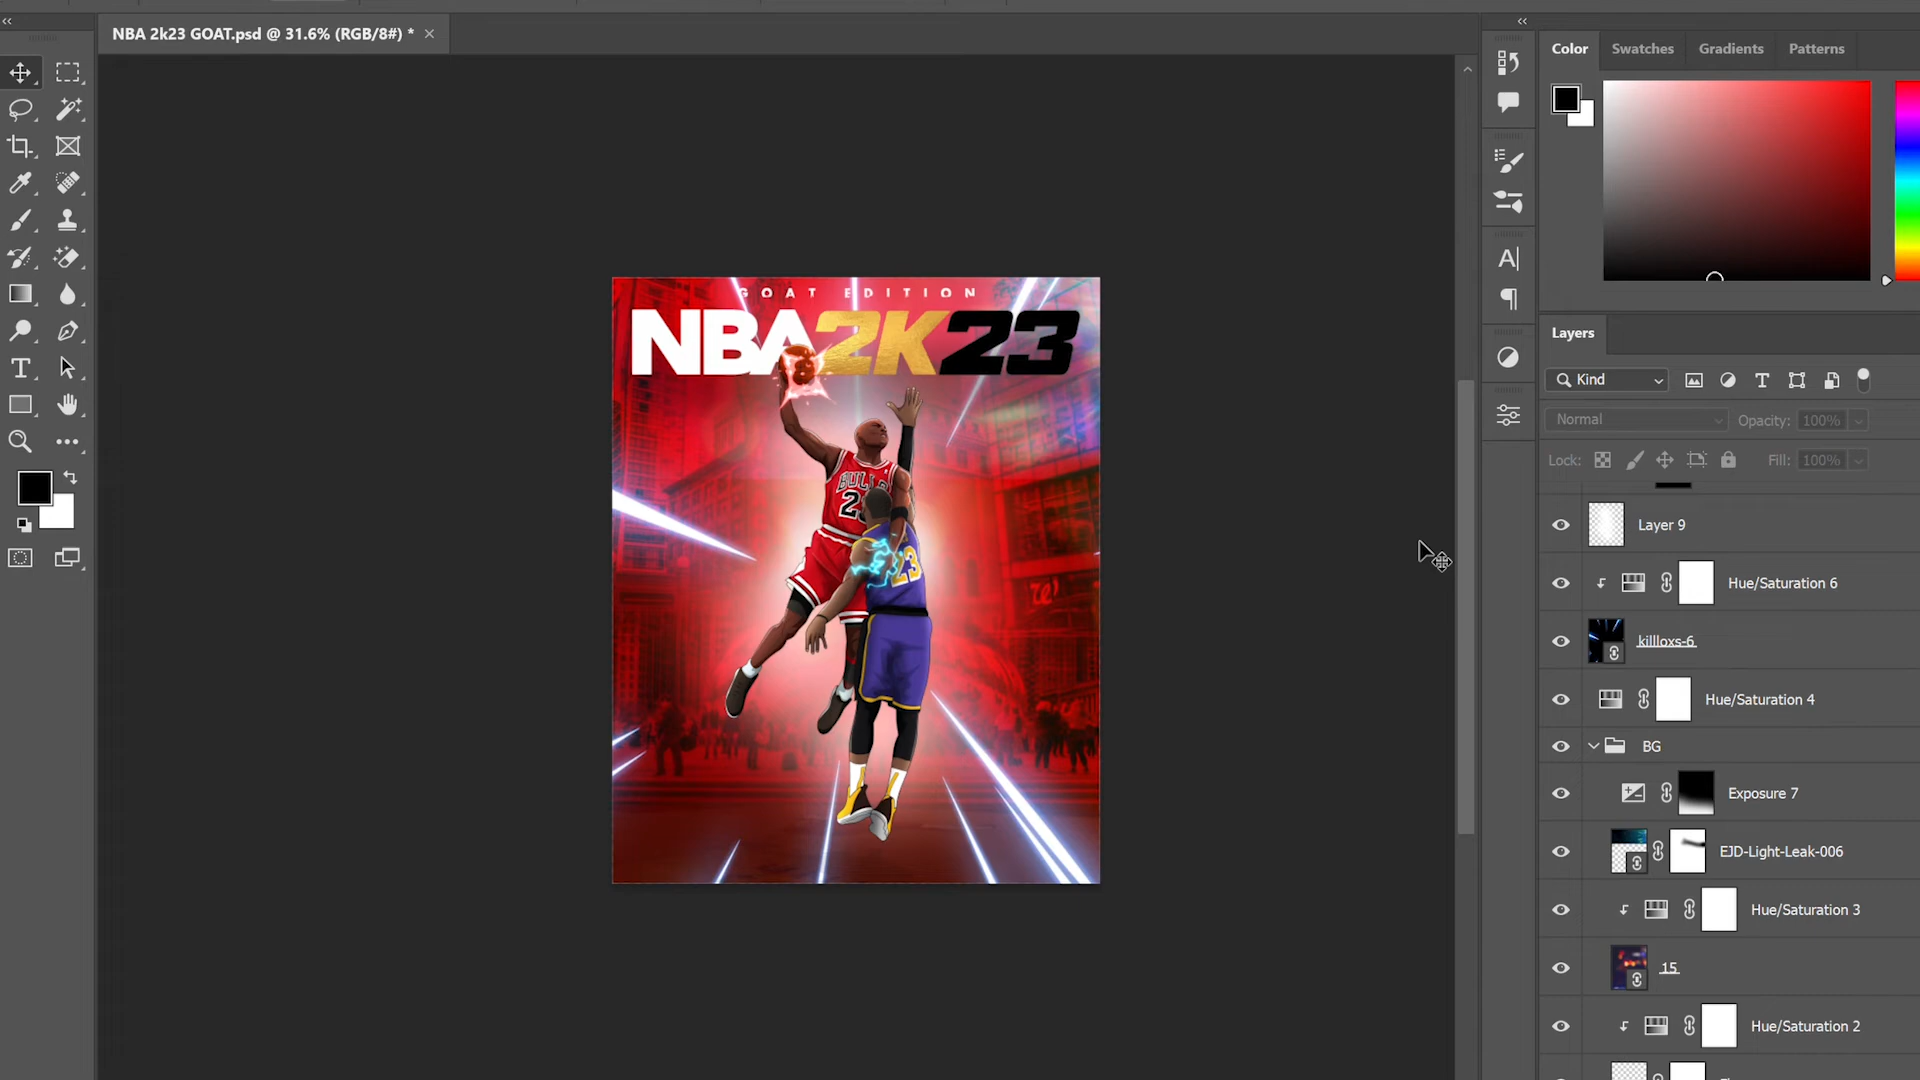 NBA 2k23 GOAT.psd @ 31.6% (RGB/8#) *
Color
Swatches
Gradients
Patterns
Layers
Kind
Normal
Opacity: 100%
Lock:
Fill: 100%
Layer 9
Hue/Saturation 6
killloxs-6
Hue/Saturation 4
BG
Exposure 7
EJD-Light-Leak-006
Hue/Saturation 3
15
Hue/Saturation 2
GOAT EDITION
NBA 2K23
BULLS
23